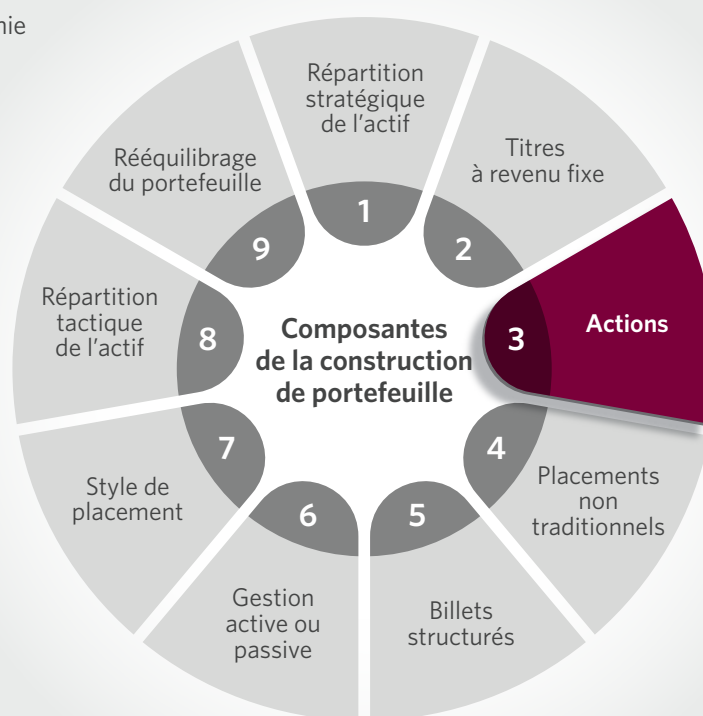 nie
Répartition
stratégique
de l'actif
1
Titres
à revenu fixe
2
Actions
3
Placements
non
traditionnels
4
Billets
structurés
5
Gestion
active ou
passive
6
Style de
placement
7
Répartition
tactique
de l'actif
8
Rééquilibrage
du portefeuille
9
Composantes
de la construction
de portefeuille